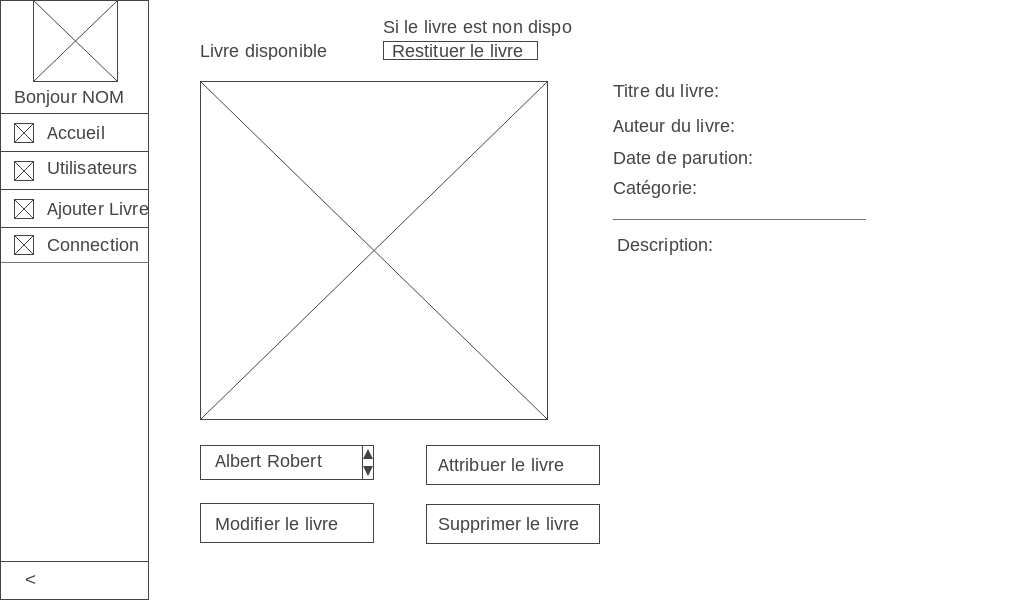 Bonjour NOM
Accueil
Utilisateurs
Ajouter Livre
Connection
<
Si le livre est non dispo
Livre disponible
Restituer le livre
Titre du livre:
Auteur du livre:
Date de parution:
Catégorie:
Description:
Albert Robert
Attribuer le livre
Modifier le livre
Supprimer le livre